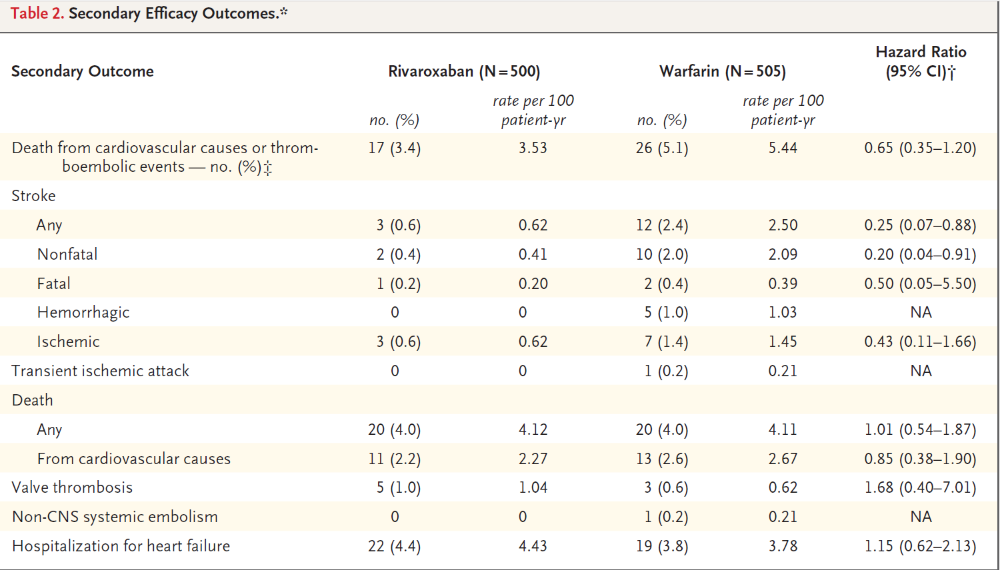 Table 2. Secondary Efficacy Outcomes.*
Hazard Ratio
Secondary Outcome Rivaroxaban (N=500) Warfarin (N=505) (95% CI)†
rate per 100 rate per 100
no. (%) patient-yr no. (%) patient-yr
Death from cardiovascular causes or throm- 17 (3.4) 3.53 26 (5.1) 5.44 0.65 (0.35–1.20)
boembolic events — no. (%)‡
Stroke
Any 3 (0.6) 0.62 12 (2.4) 2.50 0.25 (0.07–0.88)
Nonfatal 2 (0.4) 0.41 10 (2.0) 2.09 0.20 (0.04–0.91)
Fatal 1 (0.2) 0.20 2 (0.4) 0.39 0.50 (0.05–5.50)
Hemorrhagic 0 0 5 (1.0) 1.03 NA
Ischemic 3 (0.6) 0.62 7 (1.4) 1.45 0.43 (0.11–1.66)
Transient ischemic attack 0 0 1 (0.2) 0.21 NA
Death
Any 20 (4.0) 4.12 20 (4.0) 4.11 1.01 (0.54–1.87)
From cardiovascular causes 11 (2.2) 2.27 13 (2.6) 2.67 0.85 (0.38–1.90)
Valve thrombosis 5 (1.0) 1.04 3 (0.6) 0.62 1.68 (0.40–7.01)
Non-CNS systemic embolism 0 0 1 (0.2) 0.21 NA
Hospitalization for heart failure 22 (4.4) 4.43 19 (3.8) 3.78 1.15 (0.62–2.13)